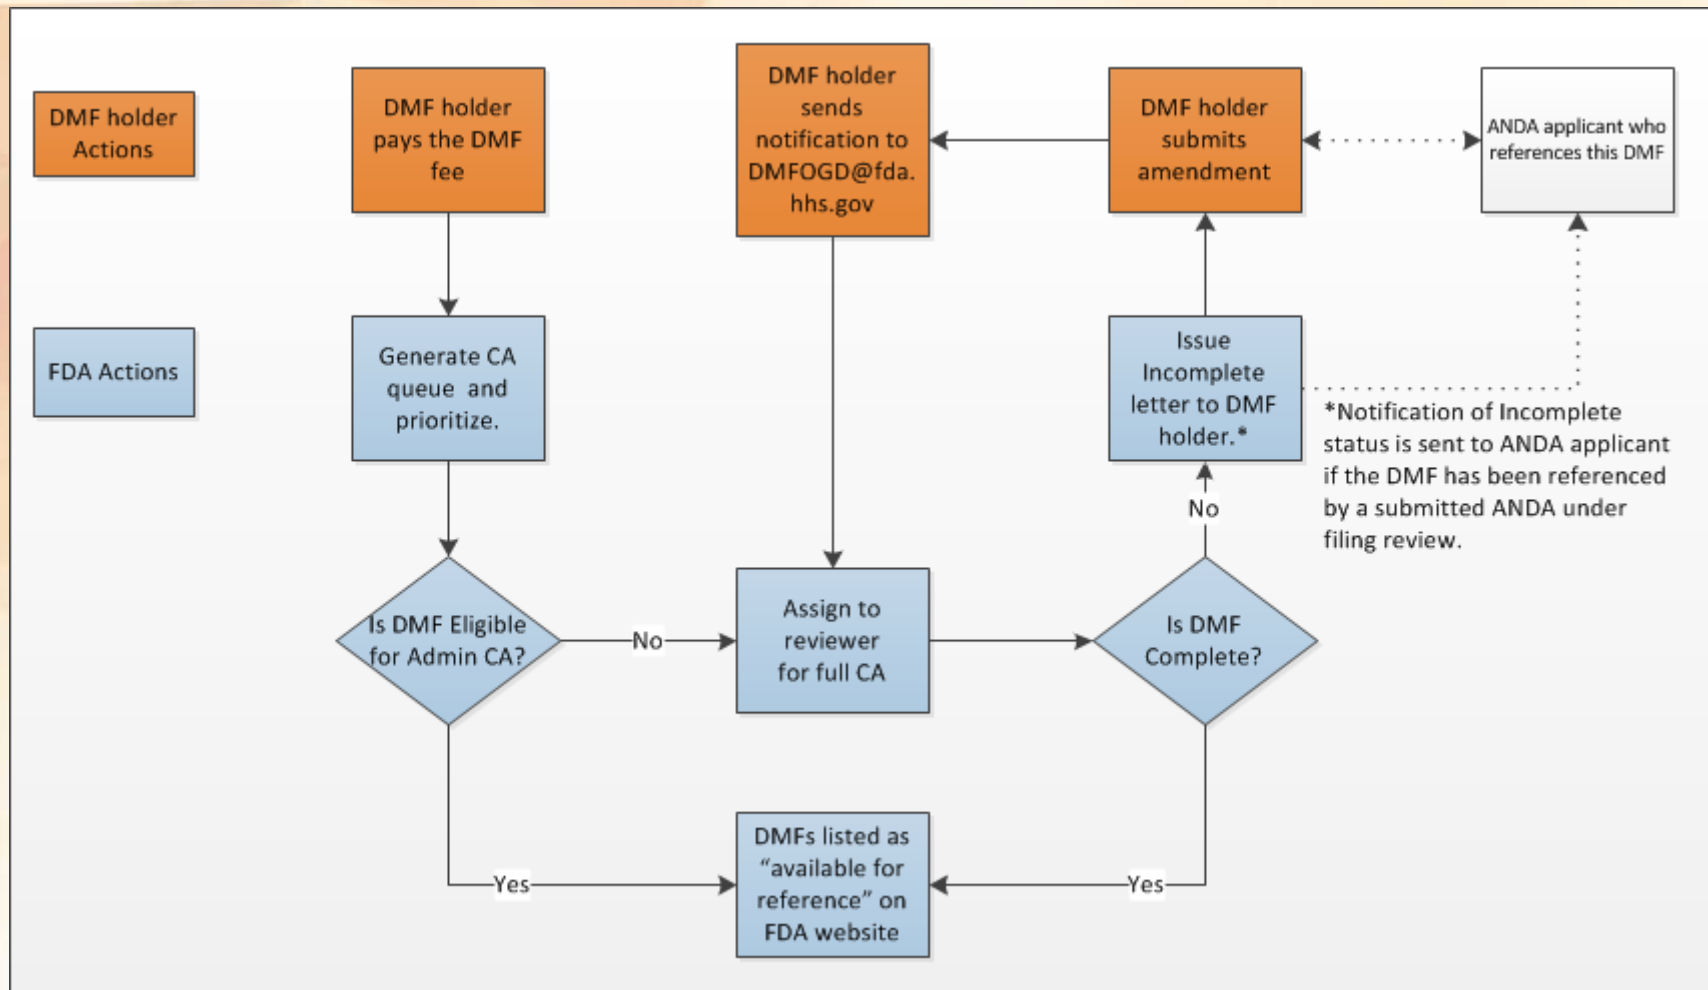 DMF holder
Actions
DMF holder
pays the DMF
fee
DMF holder
sends
notification to
DMFOGD@fda.
hhs.gov
DMF holder
submits
amendment
ANDA applicant who
references this DMF
FDA Actions
Generate CA
queue and
prioritize.
Issue
Incomplete
letter to DMF
holder.*
*Notification of Incomplete
status is sent to ANDA applicant
if the DMF has been referenced
by a submitted ANDA under
filing review.
No
Is DMF Eligible
for Admin CA?
No
Assign to
reviewer
for full CA
Is DMF
Complete?
Yes
DMFs listed as
“available for
reference” on
FDA website
Yes